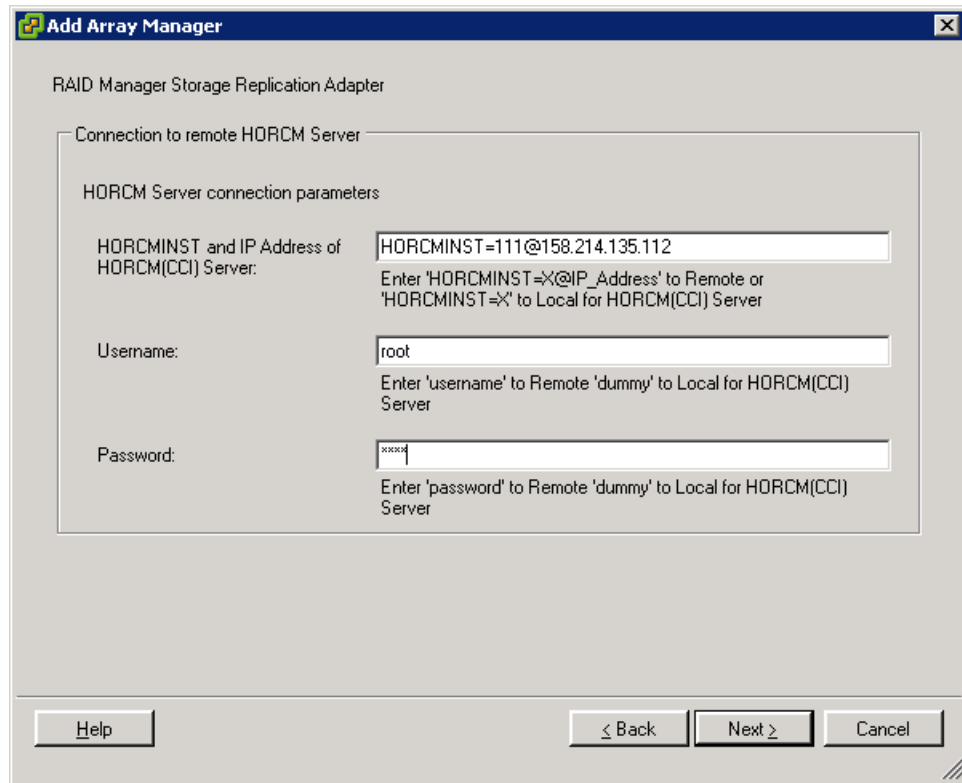 Add Array Manager
RAID Manager Storage Replication Adapter
Connection to remote HORCM Server
HORCM Server connection parameters
HORCMINST and IP Address of
HORCM(CCI) Server:
HORCMINST=111@158.214.135.112
Enter 'HORCMINST=X@IP_Address' to Remote or
'HORCMINST=X' to Local for HORCM(CCI) Server
Username:
root
Enter 'username' to Remote 'dummy' to Local for HORCM(CCI)
Server
Password:
****
Enter 'password' to Remote 'dummy' to Local for HORCM(CCI)
Server
Help
< Back
Next >
Cancel